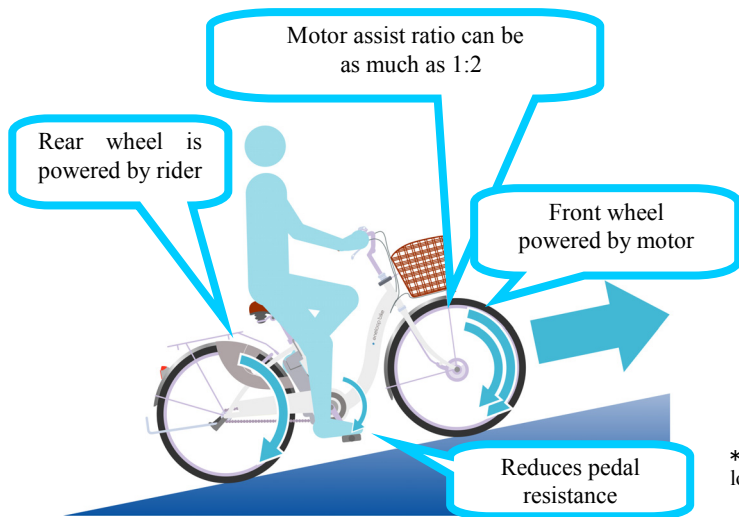 Motor assist ratio can be
as much as 1:2
Rear wheel is
powered by rider
Front wheel
powered by motor
Reduces pedal
resistance
*